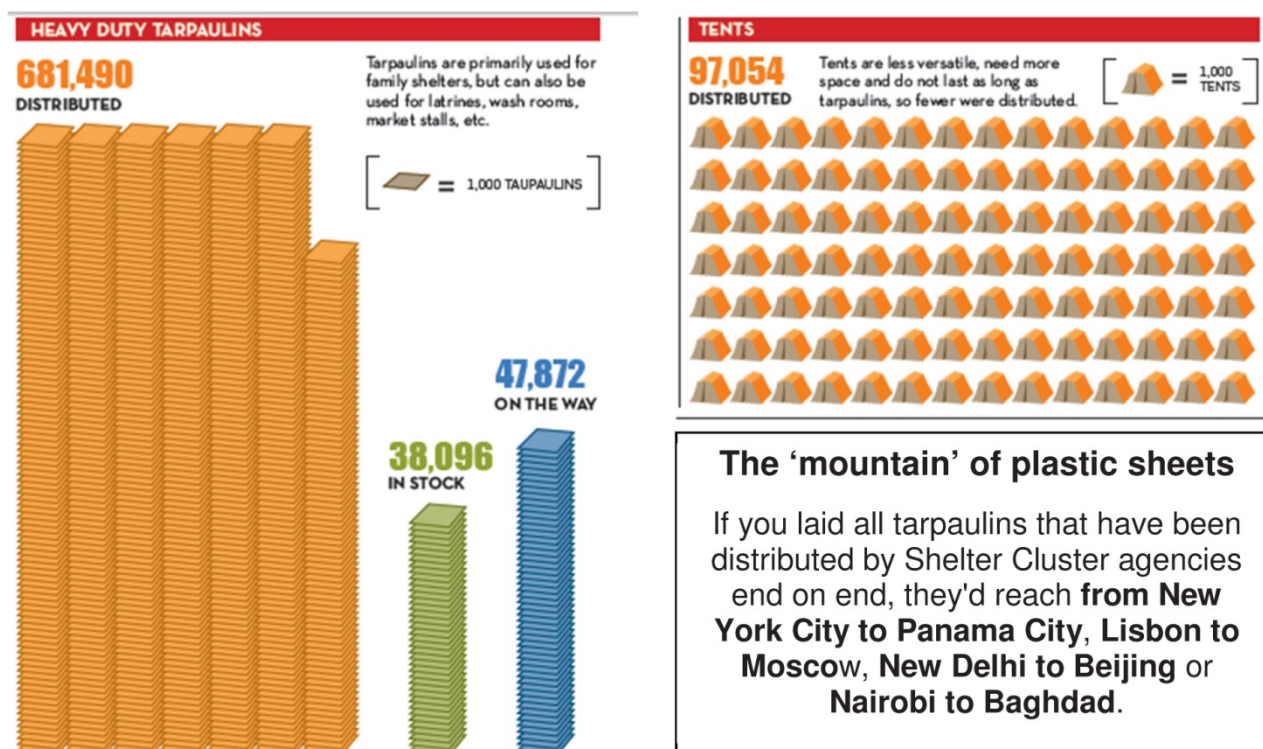 HEAVY DUTY TARPAULINS
681,490
DISTRIBUTED
Tarpaulins are primarily used for
family shelters, but can also be
used for latrines, wash rooms,
market stalls, etc.
= 1,000 TAUPAULINS
47,872
ON THE WAY
38,096
IN STOCK
TENTS
97,054
DISTRIBUTED
Tents are less versatile, need more
space and do not last as long as
tarpaulins, so fewer were distributed.
= 1,000
TENTS
The ‘mountain’ of plastic sheets
If you laid all tarpaulins that have been
distributed by Shelter Cluster agencies
end on end, they'd reach from New
York City to Panama City, Lisbon to
Moscow, New Delhi to Beijing or
Nairobi to Baghdad.